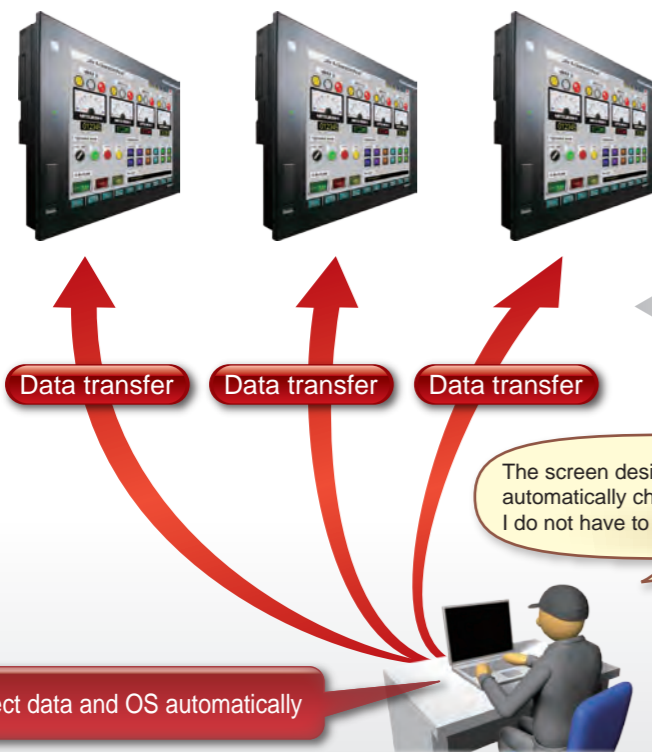 Data transfer
Data transfer
Data transfer
The screen desi
automatically ch
I do not have to
ect data and OS automatically